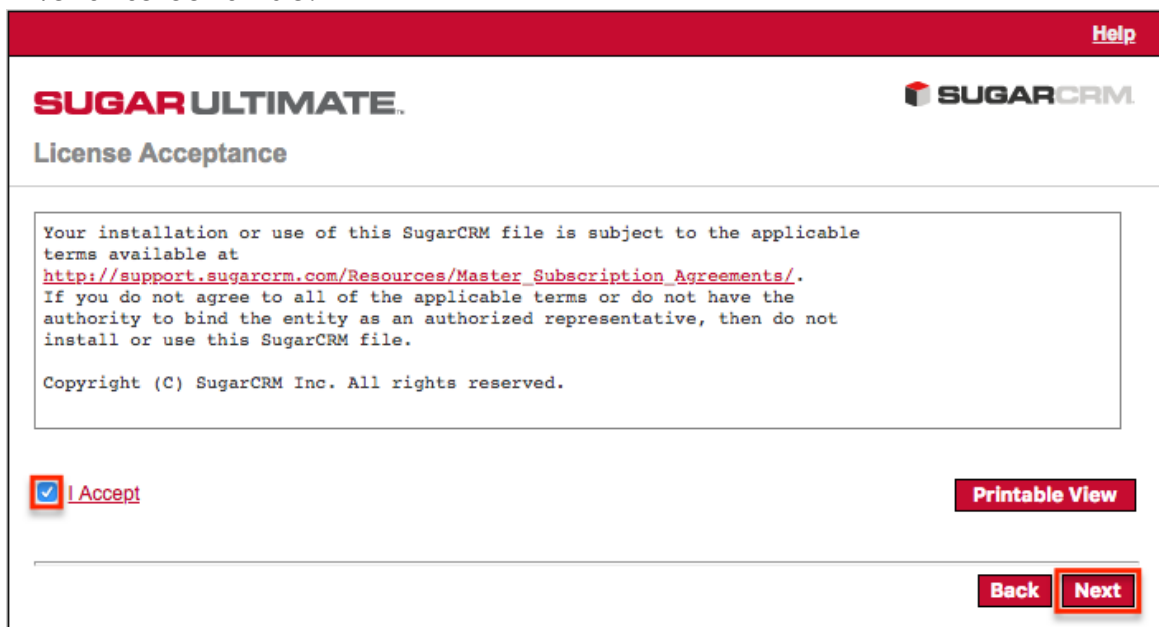 Help
SUGAR ULTIMATE.
SUGARCRM.
License Acceptance
Your installation or use of this SugarCRM file is subject to the applicable
terms available at
http://support.sugarcrm.com/Resources/Master_Subscription_Agreements/.
If you do not agree to all of the applicable terms or do not have the
authority to bind the entity as an authorized representative, then do not
install or use this SugarCRM file.
Copyright (C) SugarCRM Inc. All rights reserved.
I Accept
Printable View
Back
Next